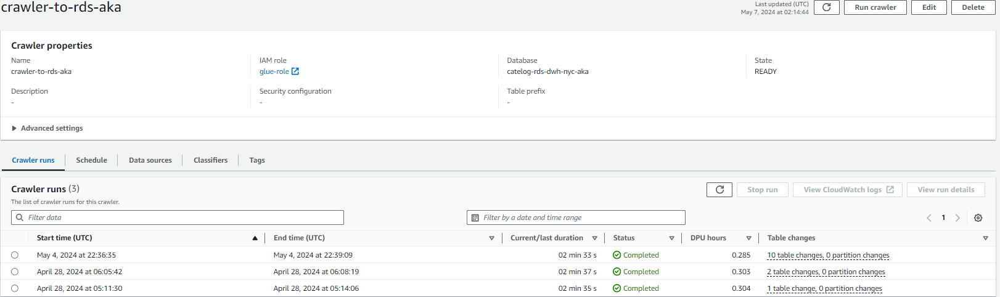 crawler-to-rds-aka
Last updated (UTC)
May 7, 2024 at 02:14:44
Run crawler
Edit
Delete
Crawler properties
Name
crawler-to-rds-aka
IAM role
glue-role
Database
catelog-rds-dwh-nyc-aka
State
READY
Description
-
Security configuration
-
Table prefix
-
Advanced settings
Crawler runs
Schedule
Data sources
Classifiers
Tags
Crawler runs (3)
The list of crawler runs for this crawler.
Stop run
View CloudWatch logs
View run details
Filter data
Filter by a date and time range
1
Start time (UTC) End time (UTC) Current/last duration Status DPU hours Table changes
May 4, 2024 at 22:36:35 May 4, 2024 at 22:39:09 02 min 33 s Completed 0.285 10 table changes, 0 partition changes
April 28, 2024 at 06:05:42 April 28, 2024 at 06:08:19 02 min 37 s Completed 0.303 2 table changes, 0 partition changes
April 28, 2024 at 05:11:30 April 28, 2024 at 05:14:06 02 min 35 s Completed 0.304 1 table change, 0 partition changes